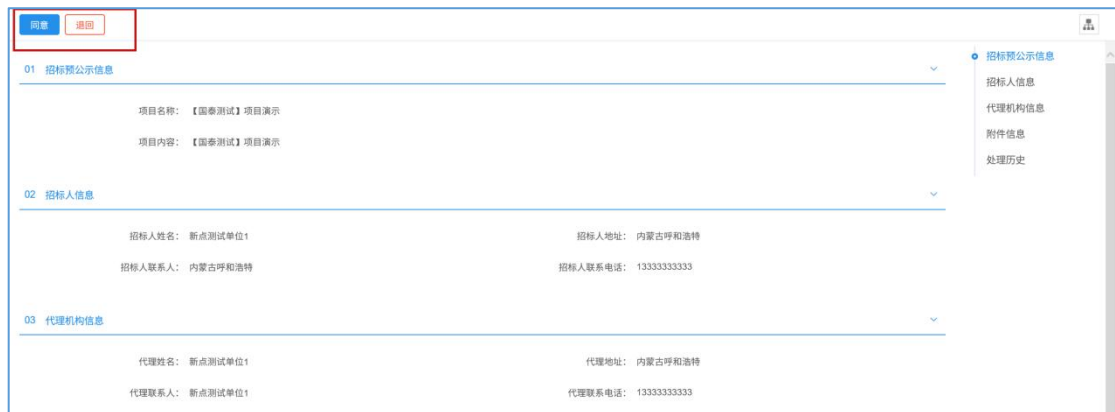 同意 退回
01 招标预公示信息
项目名称： 【国泰测试】项目演示
项目内容： 【国泰测试】项目演示
02 招标人信息
招标人姓名： 新点测试单位1 招标人地址： 内蒙古呼和浩特
招标人联系人： 内蒙古呼和浩特 招标人联系电话： 13333333333
03 代理机构信息
代理姓名： 新点测试单位1 代理地址： 内蒙古呼和浩特
代理联系人： 新点测试单位1 代理联系电话： 13333333333
招标预公示信息
招标人信息
代理机构信息
附件信息
处理历史